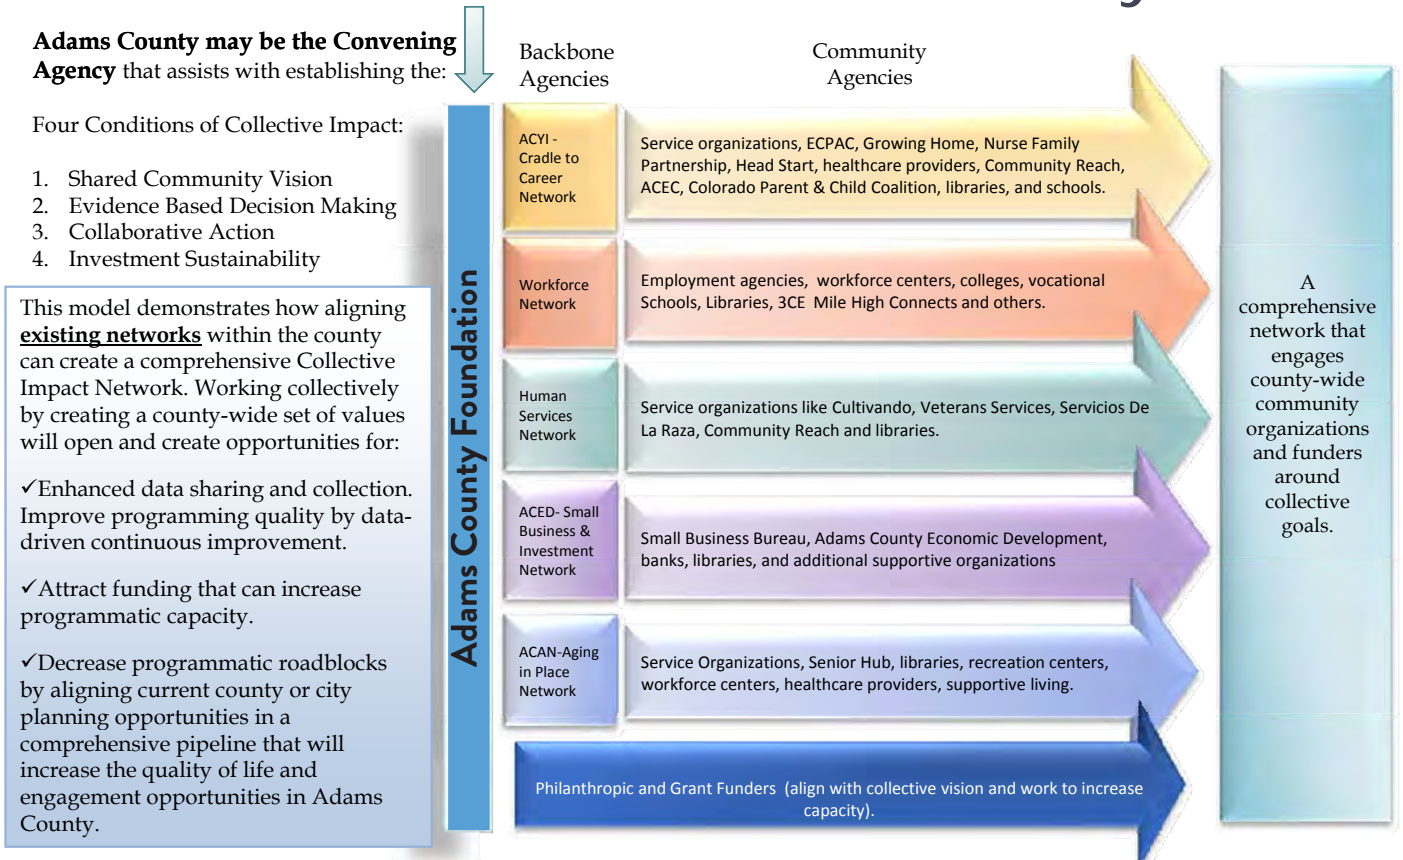 Adams County may be the Convening
Agency that assists with establishing the:
Four Conditions of Collective Impact:
1. Shared Community Vision
2. Evidence Based Decision Making
3. Collaborative Action
4. Investment Sustainability
This model demonstrates how aligning
existing networks within the county
can create a comprehensive Collective
Impact Network. Working collectively
by creating a county-wide set of values
will open and create opportunities for:
✓Enhanced data sharing and collection.
Improve programming quality by data-
driven continuous improvement.
✓Attract funding that can increase
programmatic capacity.
✓Decrease programmatic roadblocks
by aligning current county or city
planning opportunities in a
comprehensive pipeline that will
increase the quality of life and
engagement opportunities in Adams
County.
Adams County Foundation
Backbone
Agencies
Community
Agencies
ACYI -
Cradle to
Career
Network
Service organizations, ECPAC, Growing Home, Nurse Family
Partnership, Head Start, healthcare providers, Community Reach,
ACEC, Colorado Parent & Child Coalition, libraries, and schools.
Workforce
Network
Employment agencies, workforce centers, colleges, vocational
Schools, Libraries, 3CE Mile High Connects and others.
Human
Services
Network
Service organizations like Cultivando, Veterans Services, Servicios De
La Raza, Community Reach and libraries.
ACED- Small
Business &
Investment
Network
Small Business Bureau, Adams County Economic Development,
banks, libraries, and additional supportive organizations
ACAN-Aging
in Place
Network
Service Organizations, Senior Hub, libraries, recreation centers,
workforce centers, healthcare providers, supportive living.
Philanthropic and Grant Funders (align with collective vision and work to increase
capacity).
A
comprehensive
network that
engages
county-wide
community
organizations
and funders
around
collective
goals.